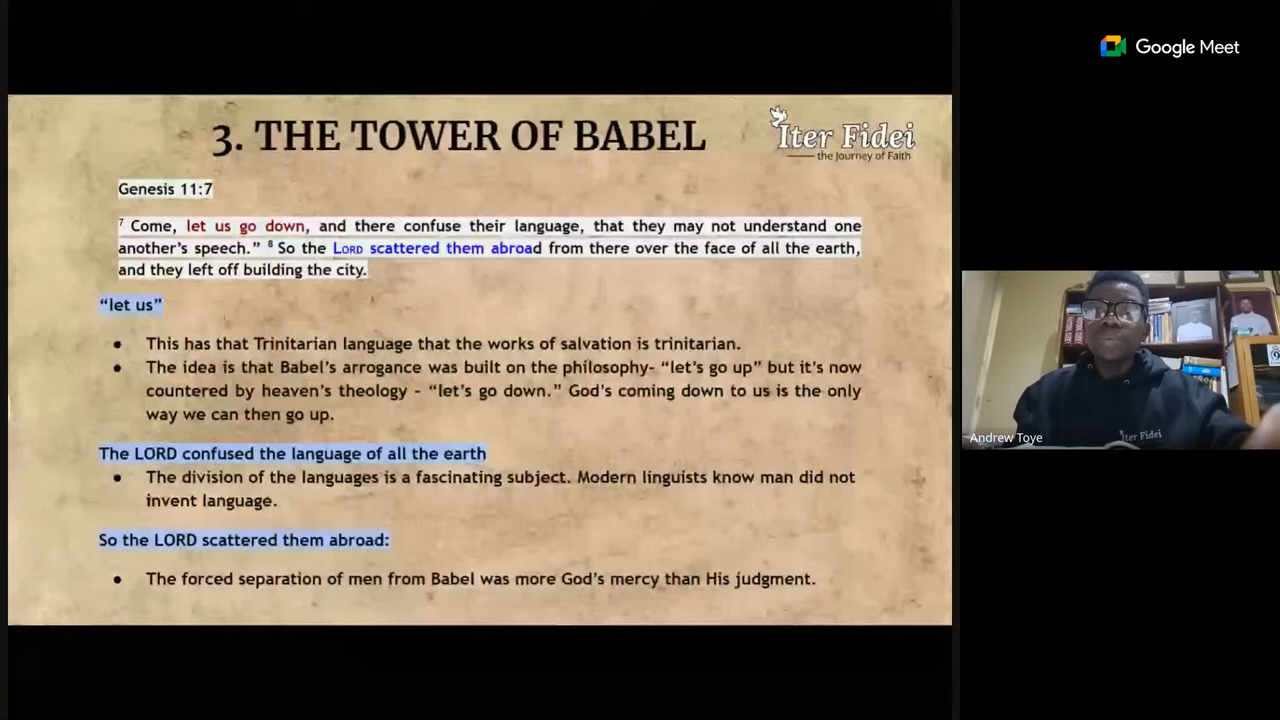 Google Meet
3. THE TOWER OF BABEL
Iter Fidei
the Journey of Faith
Genesis 11:7
7 Come, let us go down, and there confuse their language, that they may not understand one
another’s speech.” 8 So the LORD scattered them abroad from there over the face of all the earth,
and they left off building the city.
“let us”
● This has that Trinitarian language that the works of salvation is trinitarian.
● The idea is that Babel’s arrogance was built on the philosophy- “let’s go up” but it’s now
countered by heaven’s theology - “let’s go down.” God’s coming down to us is the only
way we can then go up.
The LORD confused the language of all the earth
● The division of the languages is a fascinating subject. Modern linguists know man did not
invent language.
So the LORD scattered them abroad:
● The forced separation of men from Babel was more God’s mercy than His judgment.
Andrew Toye
Iter Fidei